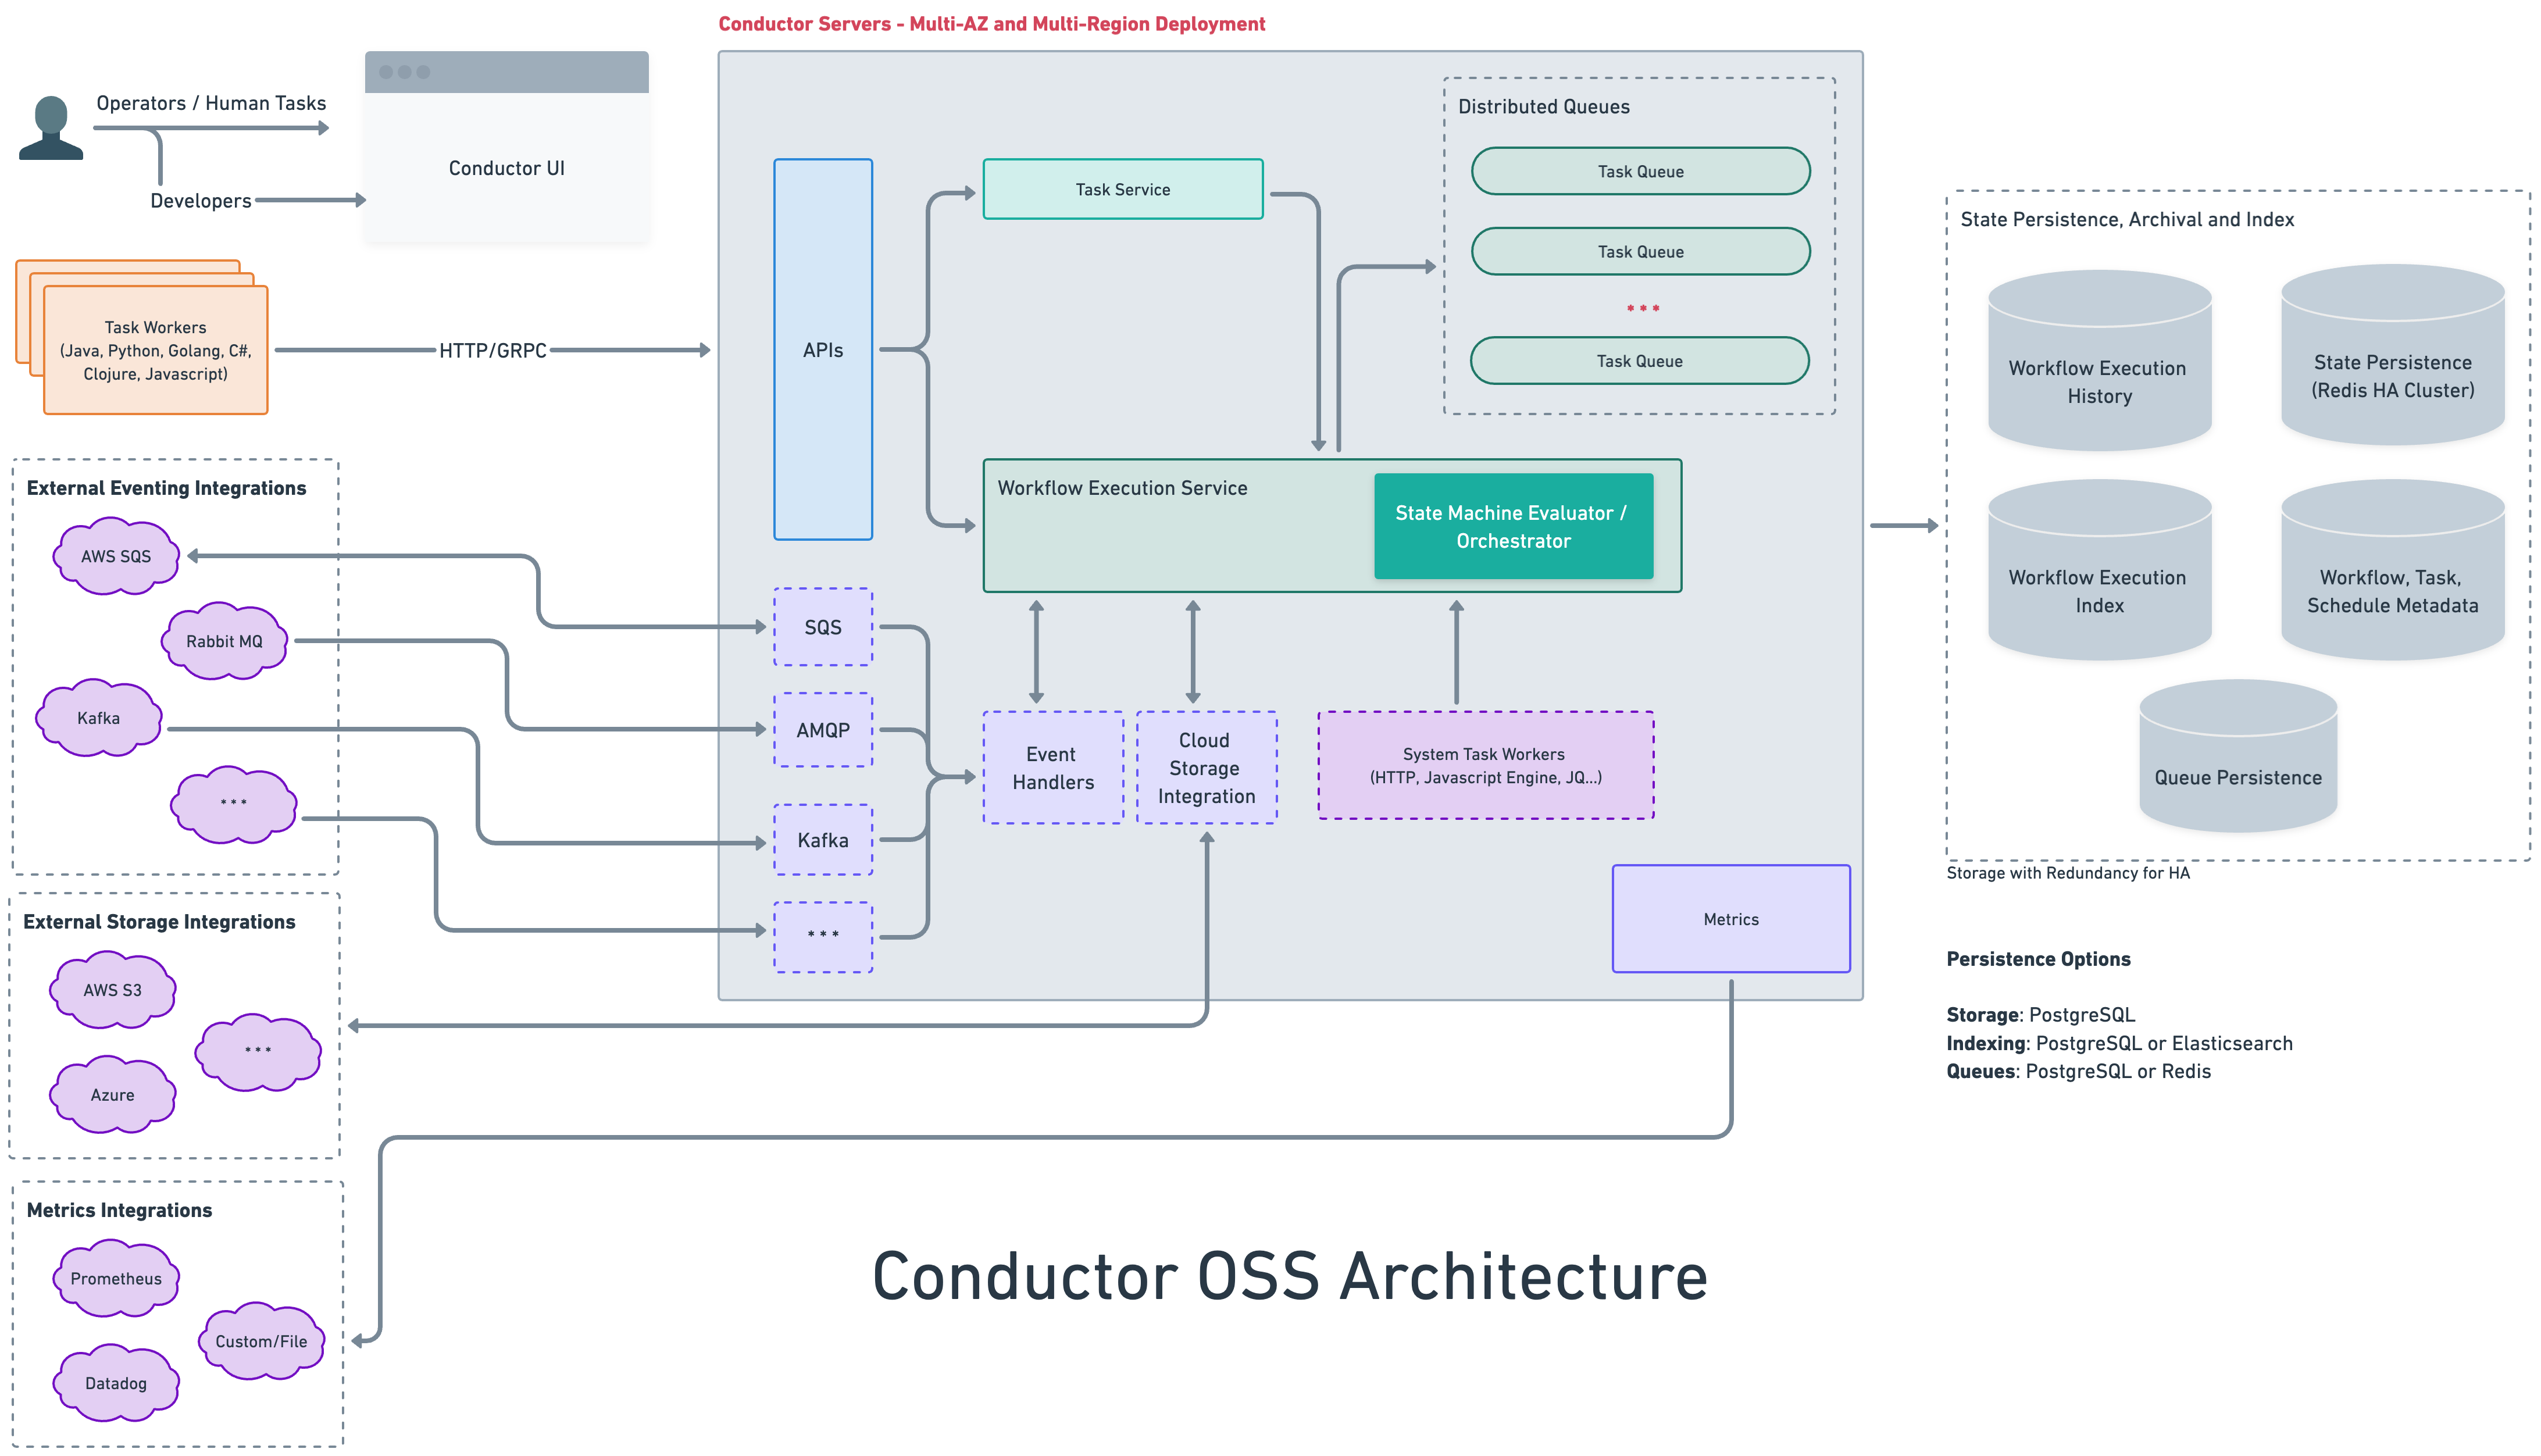 Conductor Servers - Multi-AZ and Multi-Region Deployment
Operators / Human Tasks
Developers
Conductor UI
Task Workers
(Java, Python, Golang, C#,
Clojure, Javascript)
HTTP/GRPC
APIs
Task Service
Distributed Queues
Task Queue
Task Queue
***
Task Queue
Workflow Execution Service
State Machine Evaluator /
Orchestrator
External Eventing Integrations
AWS SQS
Rabbit MQ
Kafka
***
SQS
AMQP
Kafka
***
Event
Handlers
Cloud
Storage
Integration
System Task Workers
(HTTP, Javascript Engine, JQ...)
Metrics
External Storage Integrations
AWS S3
***
Azure
Metrics Integrations
Prometheus
Custom/File
Datadog
State Persistence, Archival and Index
Workflow Execution
History
State Persistence
(Redis HA Cluster)
Workflow Execution
Index
Workflow, Task,
Schedule Metadata
Queue Persistence
Storage with Redundancy for HA
Persistence Options
Storage: PostgreSQL
Indexing: PostgreSQL or Elasticsearch
Queues: PostgreSQL or Redis
Conductor OSS Architecture